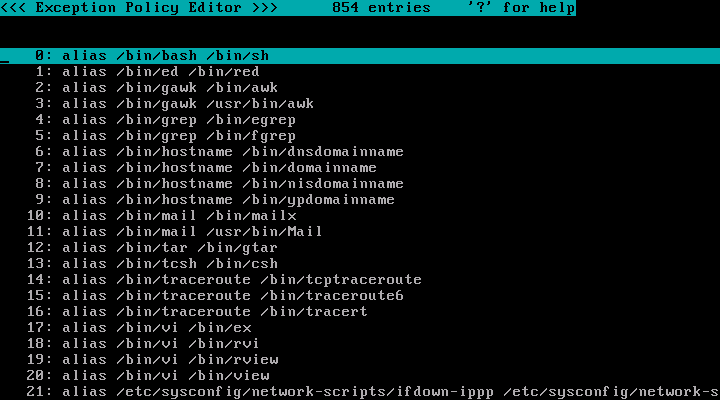 <<< Exception Policy Editor >>>      854 entries    '?' for help
0: alias /bin/bash /bin/sh
1: alias /bin/ed /bin/red
2: alias /bin/gawk /bin/awk
3: alias /bin/gawk /usr/bin/awk
4: alias /bin/grep /bin/egrep
5: alias /bin/grep /bin/fgrep
6: alias /bin/hostname /bin/dnsdomainname
7: alias /bin/hostname /bin/domainname
8: alias /bin/hostname /bin/nisdomainname
9: alias /bin/hostname /bin/ypdomainname
10: alias /bin/mail /bin/mailx
11: alias /bin/mail /usr/bin/Mail
12: alias /bin/tar /bin/gtar
13: alias /bin/tcsh /bin/csh
14: alias /bin/traceroute /bin/tcptraceroute
15: alias /bin/traceroute /bin/traceroute6
16: alias /bin/traceroute /bin/tracert
17: alias /bin/vi /bin/ex
18: alias /bin/vi /bin/rvi
19: alias /bin/vi /bin/rview
20: alias /bin/vi /bin/view
21: alias /etc/sysconfig/network-scripts/ifdown-ippp /etc/sysconfig/network-s